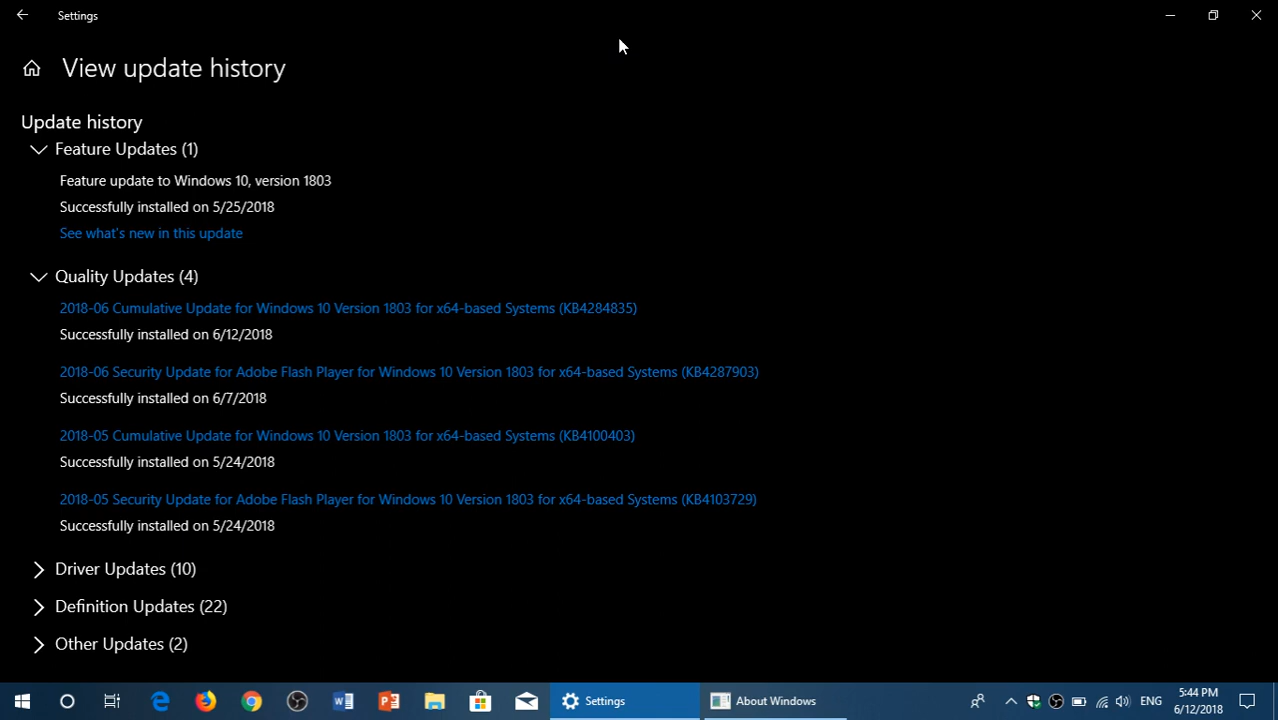 Settings
View update history
Update history
Feature Updates (1)
Feature update to Windows 10, version 1803
Successfully installed on 5/25/2018
See what's new in this update
Quality Updates (4)
2018-06 Cumulative Update for Windows 10 Version 1803 for x64-based Systems (KB4284835)
Successfully installed on 6/12/2018
2018-06 Security Update for Adobe Flash Player for Windows 10 Version 1803 for x64-based Systems (KB4287903)
Successfully installed on 6/7/2018
2018-05 Cumulative Update for Windows 10 Version 1803 for x64-based Systems (KB4100403)
Successfully installed on 5/24/2018
2018-05 Security Update for Adobe Flash Player for Windows 10 Version 1803 for x64-based Systems (KB4103729)
Successfully installed on 5/24/2018
Driver Updates (10)
Definition Updates (22)
Other Updates (2)
Settings
About Windows
ENG
5:44 PM
6/12/2018